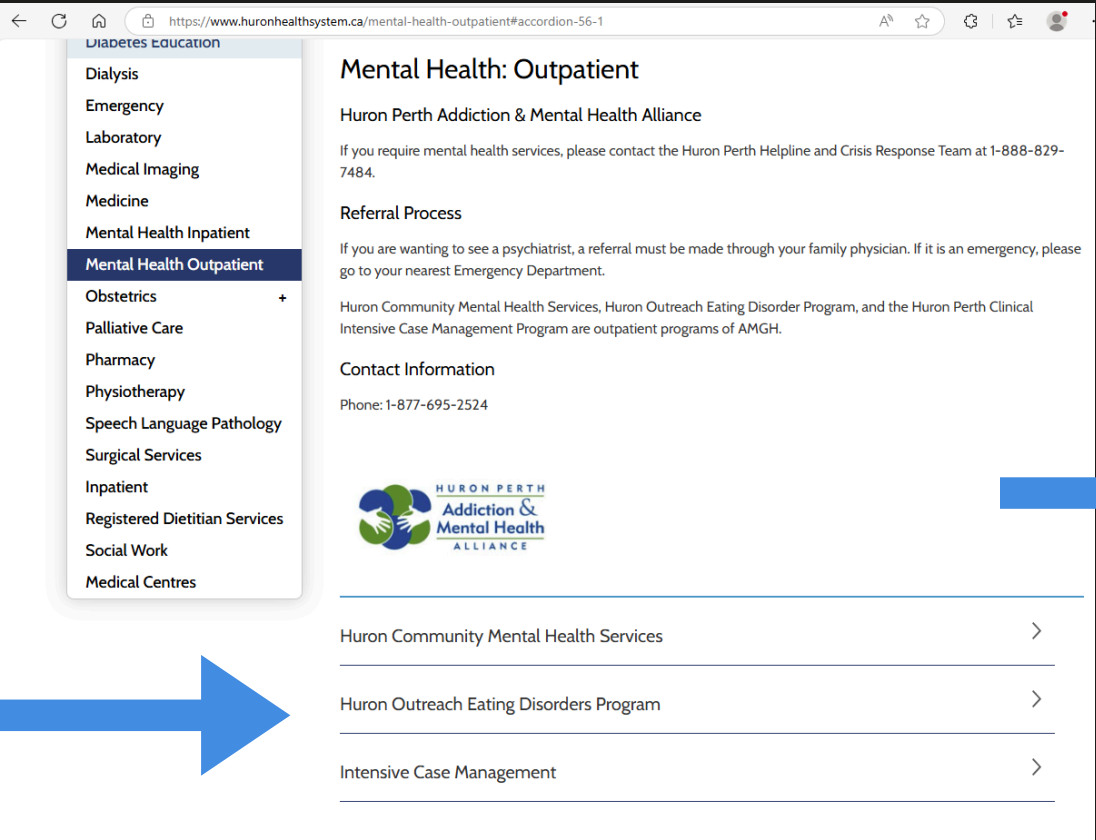 https://www.huronhealthsystem.ca/mental-health-outpatient#accordion-56-1
Diabetes Education
Dialysis
Emergency
Laboratory
Medical Imaging
Medicine
Mental Health Inpatient
Mental Health Outpatient
Obstetrics +
Palliative Care
Pharmacy
Physiotherapy
Speech Language Pathology
Surgical Services
Inpatient
Registered Dietitian Services
Social Work
Medical Centres
Mental Health: Outpatient
Huron Perth Addiction & Mental Health Alliance
If you require mental health services, please contact the Huron Perth Helpline and Crisis Response Team at 1-888-829-
7484.
Referral Process
If you are wanting to see a psychiatrist, a referral must be made through your family physician. If it is an emergency, please
go to your nearest Emergency Department.
Huron Community Mental Health Services, Huron Outreach Eating Disorder Program, and the Huron Perth Clinical
Intensive Case Management Program are outpatient programs of AMGH.
Contact Information
Phone: 1-877-695-2524
HURON PERTH
Addiction &
Mental Health
ALLIANCE
Huron Community Mental Health Services
Huron Outreach Eating Disorders Program
Intensive Case Management